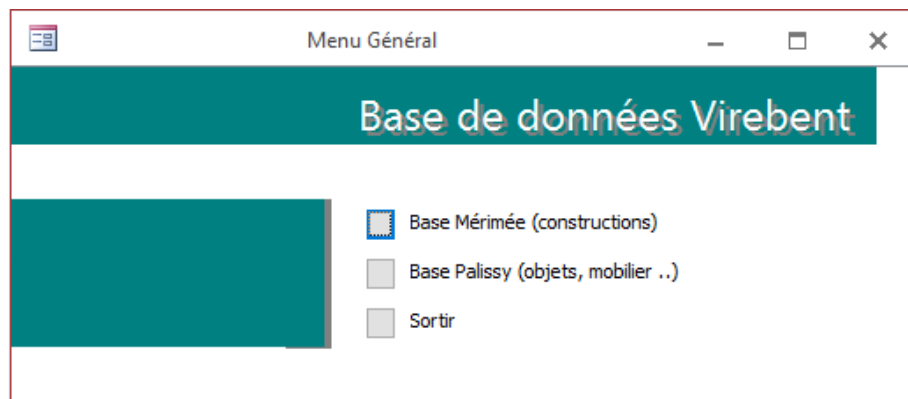 Menu Général
Base de données Virebent
Base Mérimée (constructions)
Base Palissy (objets, mobilier ..)
Sortir